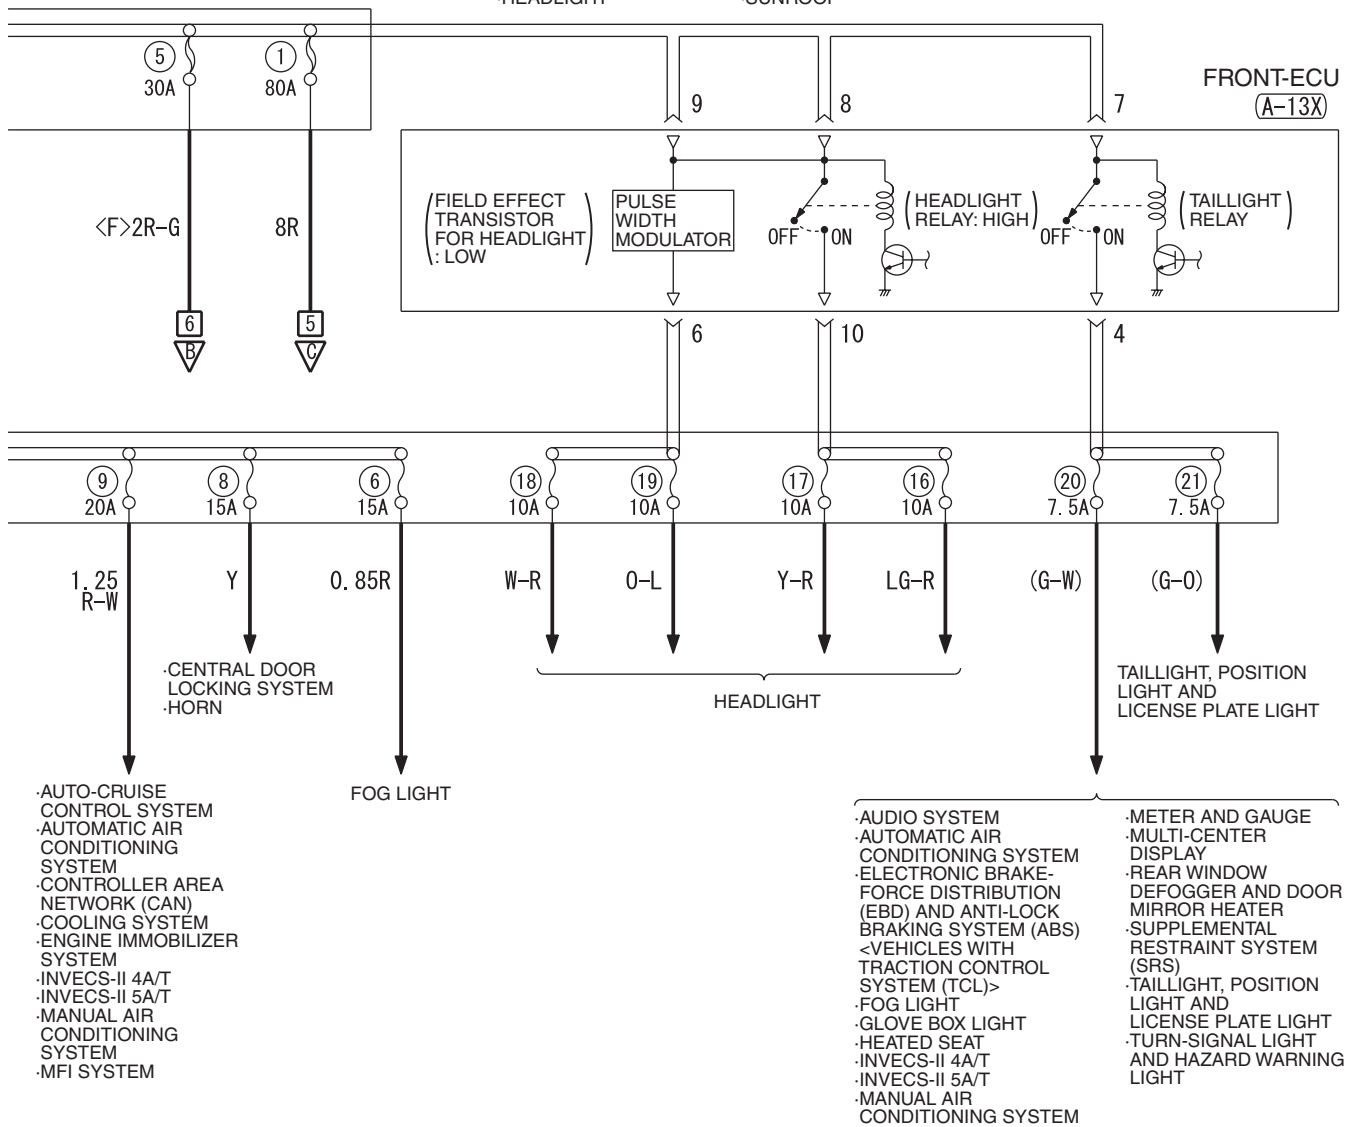 ·HEADLIGHT
·SUNROOF
5
30A
1
80A
9
8
7
FRONT-ECU
A-13X
<F>2R-G
8R
(FIELD EFFECT
TRANSISTOR
FOR HEADLIGHT
: LOW)
PULSE
WIDTH
MODULATOR
OFF
ON
(HEADLIGHT
RELAY: HIGH)
OFF
ON
(TAILLIGHT
RELAY)
6
B
5
C
6
10
4
9
20A
8
15A
6
15A
18
10A
19
10A
17
10A
16
10A
20
7.5A
21
7.5A
1.25
R-W
Y
0.85R
W-R
O-L
Y-R
LG-R
(G-W)
(G-O)
·CENTRAL DOOR
LOCKING SYSTEM
·HORN
HEADLIGHT
TAILLIGHT, POSITION
LIGHT AND
LICENSE PLATE LIGHT
·AUTO-CRUISE
CONTROL SYSTEM
·AUTOMATIC AIR
CONDITIONING
SYSTEM
·CONTROLLER AREA
NETWORK (CAN)
·COOLING SYSTEM
·ENGINE IMMOBILIZER
SYSTEM
·INVECS-II 4A/T
·INVECS-II 5A/T
·MANUAL AIR
CONDITIONING
SYSTEM
·MFI SYSTEM
FOG LIGHT
·AUDIO SYSTEM
·AUTOMATIC AIR
CONDITIONING SYSTEM
·ELECTRONIC BRAKE-
FORCE DISTRIBUTION
(EBD) AND ANTI-LOCK
BRAKING SYSTEM (ABS)
<VEHICLES WITH
TRACTION CONTROL
SYSTEM (TCL)>
·FOG LIGHT
·GLOVE BOX LIGHT
·HEATED SEAT
·INVECS-II 4A/T
·INVECS-II 5A/T
·MANUAL AIR
CONDITIONING SYSTEM
·METER AND GAUGE
·MULTI-CENTER
DISPLAY
·REAR WINDOW
DEFOGGER AND DOOR
MIRROR HEATER
·SUPPLEMENTAL
RESTRAINT SYSTEM
(SRS)
·TAILLIGHT, POSITION
LIGHT AND
LICENSE PLATE LIGHT
·TURN-SIGNAL LIGHT
AND HAZARD WARNING
LIGHT